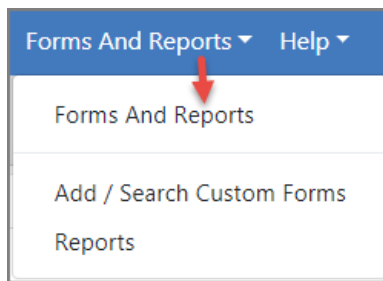 Forms And Reports Help
Forms And Reports
Add / Search Custom Forms
Reports